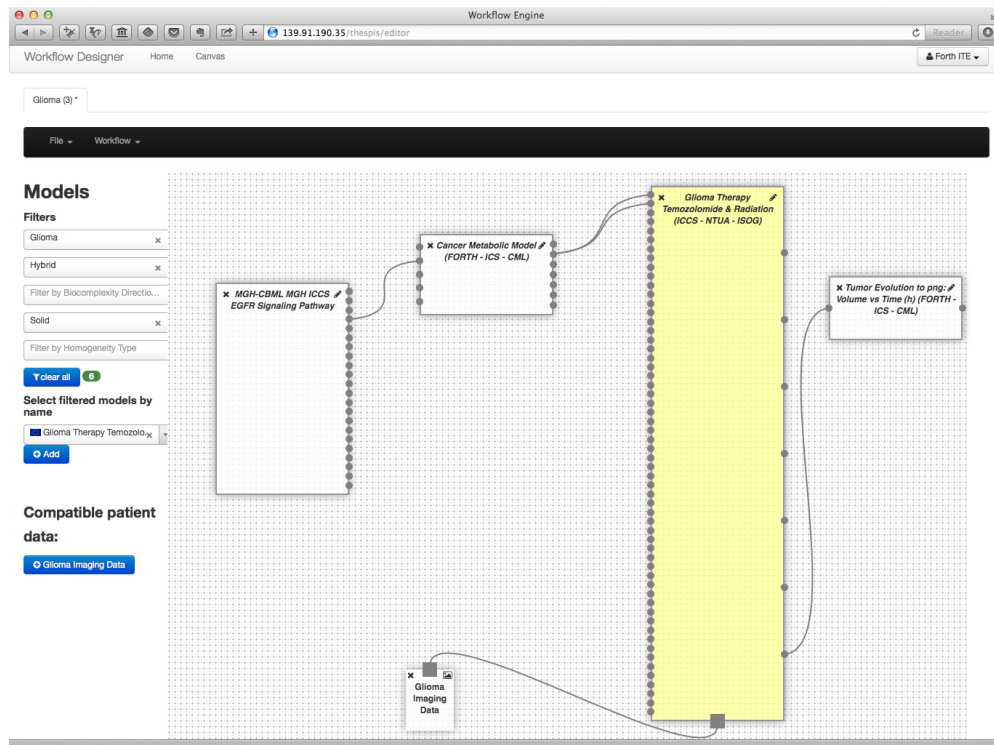 Workflow Engine
139.91.190.35/thespis/editor
Reader
Workflow Designer Home Canvas
Forth ITE
Glioma (3) *
File Workflow
Models
Filters
Glioma
Hybrid
Filter by Biocomplexity Directio...
Solid
Filter by Homogeneity Type
clear all 6
Select filtered models by
name
Glioma Therapy Temozolo...
Add
Compatible patient
data:
Glioma Imaging Data
MGH-CBML MGH ICCS
EGFR Signaling Pathway
Cancer Metabolic Model
(FORTH - ICS - CML)
Glioma Therapy
Temozolomide & Radiation
(ICCS - NTUA - ISOG)
Tumor Evolution to png:
Volume vs Time (h) (FORTH -
ICS - CML)
Glioma
Imaging
Data